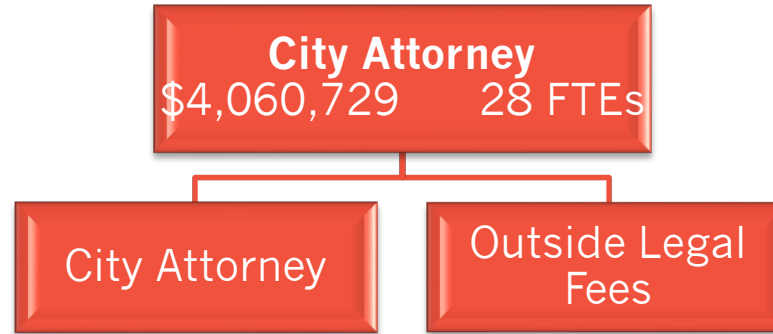 City Attorney
$4,060,729 28 FTEs
City Attorney
Outside Legal
Fees